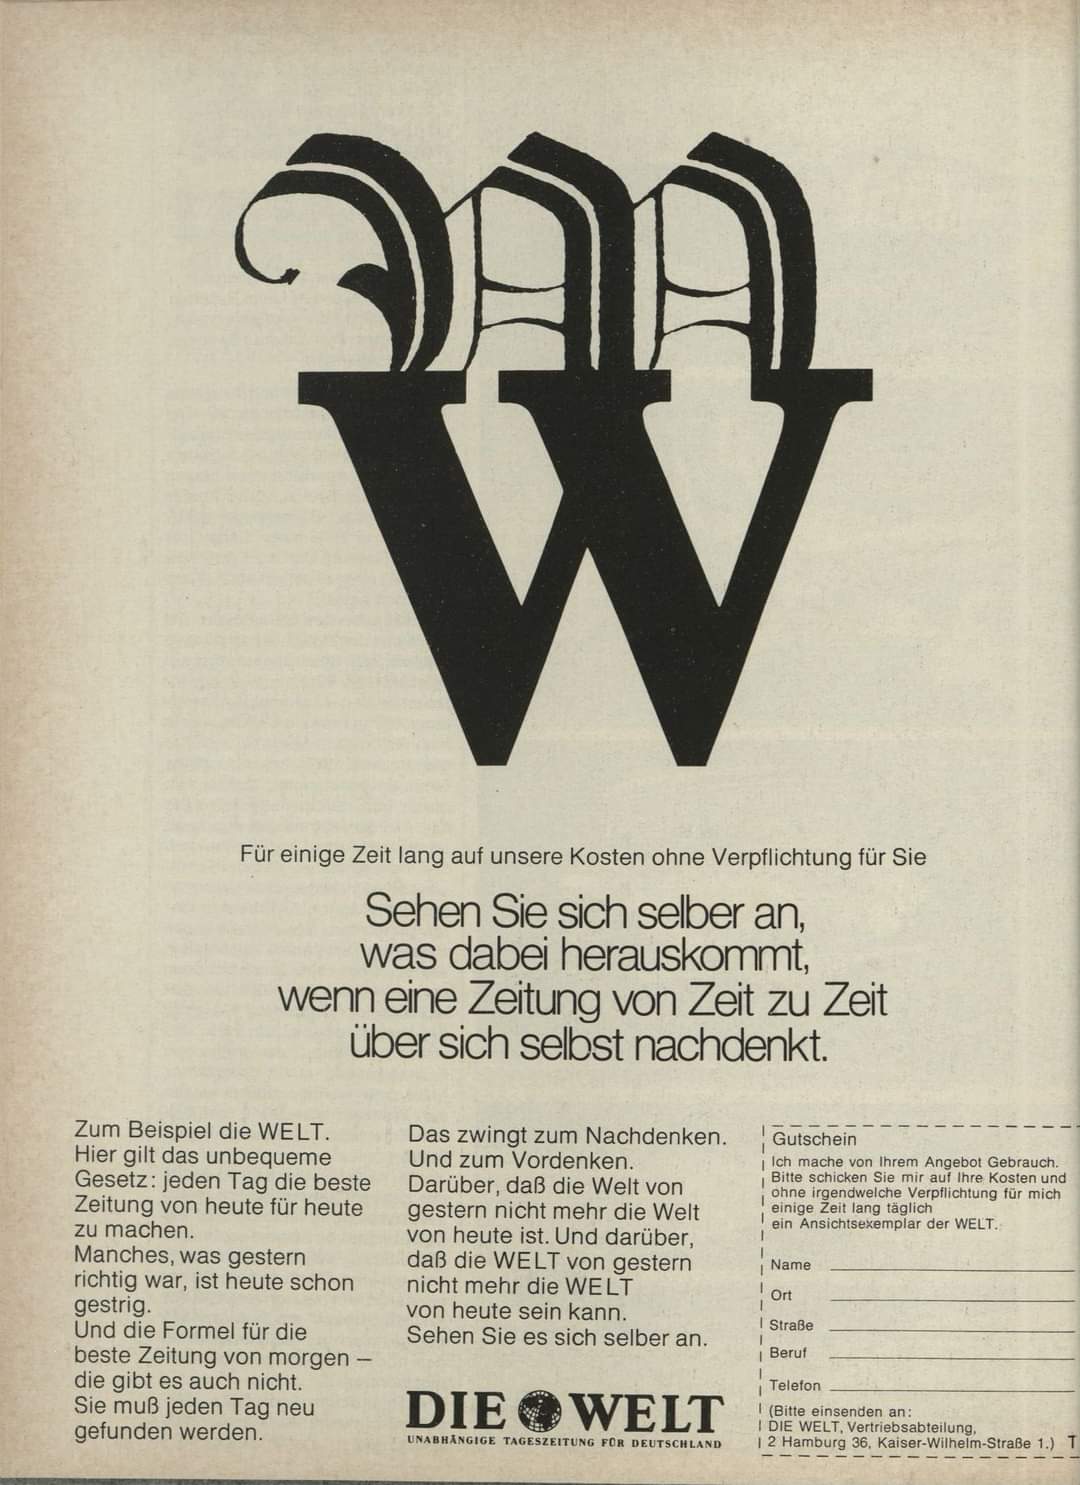 W
W
Für einige Zeit lang auf unsere Kosten ohne Verpflichtung für Sie
Sehen Sie sich selber an,
was dabei herauskommt,
wenn eine Zeitung von Zeit zu Zeit
über sich selbst nachdenkt.
Zum Beispiel die WELT.
Hier gilt das unbequeme
Gesetz: jeden Tag die beste
Zeitung von heute für heute
zu machen.
Manches, was gestern
richtig war, ist heute schon
gestrig.
Und die Formel für die
beste Zeitung von morgen –
die gibt es auch nicht.
Sie muß jeden Tag neu
gefunden werden.
Das zwingt zum Nachdenken.
Und zum Vordenken.
Darüber, daß die Welt von
gestern nicht mehr die Welt
von heute ist. Und darüber,
daß die WELT von gestern
nicht mehr die WELT
von heute sein kann.
Sehen Sie es sich selber an.
DIE WELT
UNABHÄNGIGE TAGESZEITUNG FÜR DEUTSCHLAND
Gutschein
Ich mache von Ihrem Angebot Gebrauch.
Bitte schicken Sie mir auf Ihre Kosten und
ohne irgendwelche Verpflichtung für mich
einige Zeit lang täglich
ein Ansichtsexemplar der WELT.
Name
Ort
Straße
Beruf
Telefon
(Bitte einsenden an:
DIE WELT, Vertriebsabteilung,
2 Hamburg 36, Kaiser-Wilhelm-Straße 1.) T